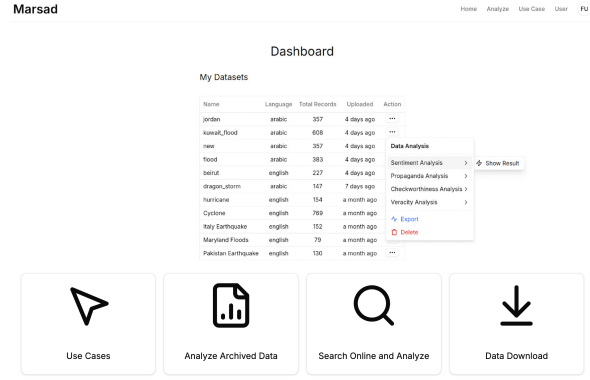 Marsad
Home Analyze Use Case User FU
Dashboard
My Datasets
Name Language Total Records Uploaded Action
jordan arabic 357 4 days ago ...
kuwait_flood arabic 608 4 days ago ...
new arabic 357 4 days ago
flood arabic 383 4 days ago
beirut english 227 4 days ago
dragon_storm arabic 147 7 days ago
hurricane english 154 a month ago
Cyclone english 769 a month ago
Italy Earthquake english 152 a month ago
Maryland Floods english 79 a month ago
Pakistan Earthquake english 130 a month ago ...
Data Analysis
Sentiment Analysis
Show Result
Propaganda Analysis
Checkworthiness Analysis
Veracity Analysis
Export
Delete
Use Cases
Analyze Archived Data
Search Online and Analyze
Data Download